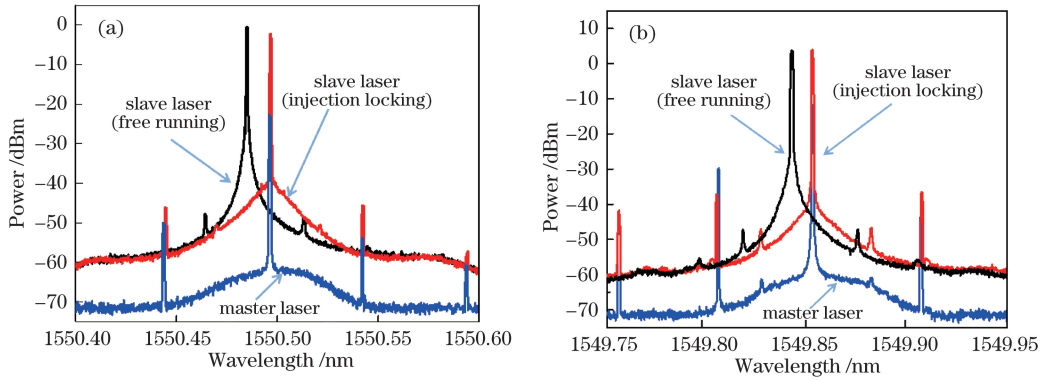 (a)
0
−10
−20
−30
−40
−50
−60
−70
Power /dBm
slave laser
(free running)
slave laser
(injection locking)
master laser
1550.40
1550.45
1550.50
1550.55
1550.60
Wavelength /nm
(b)
10
0
−10
−20
−30
−40
−50
−60
−70
Power /dBm
slave laser
(free running)
slave laser
(injection locking)
master laser
1549.75
1549.80
1549.85
1549.90
1549.95
Wavelength /nm